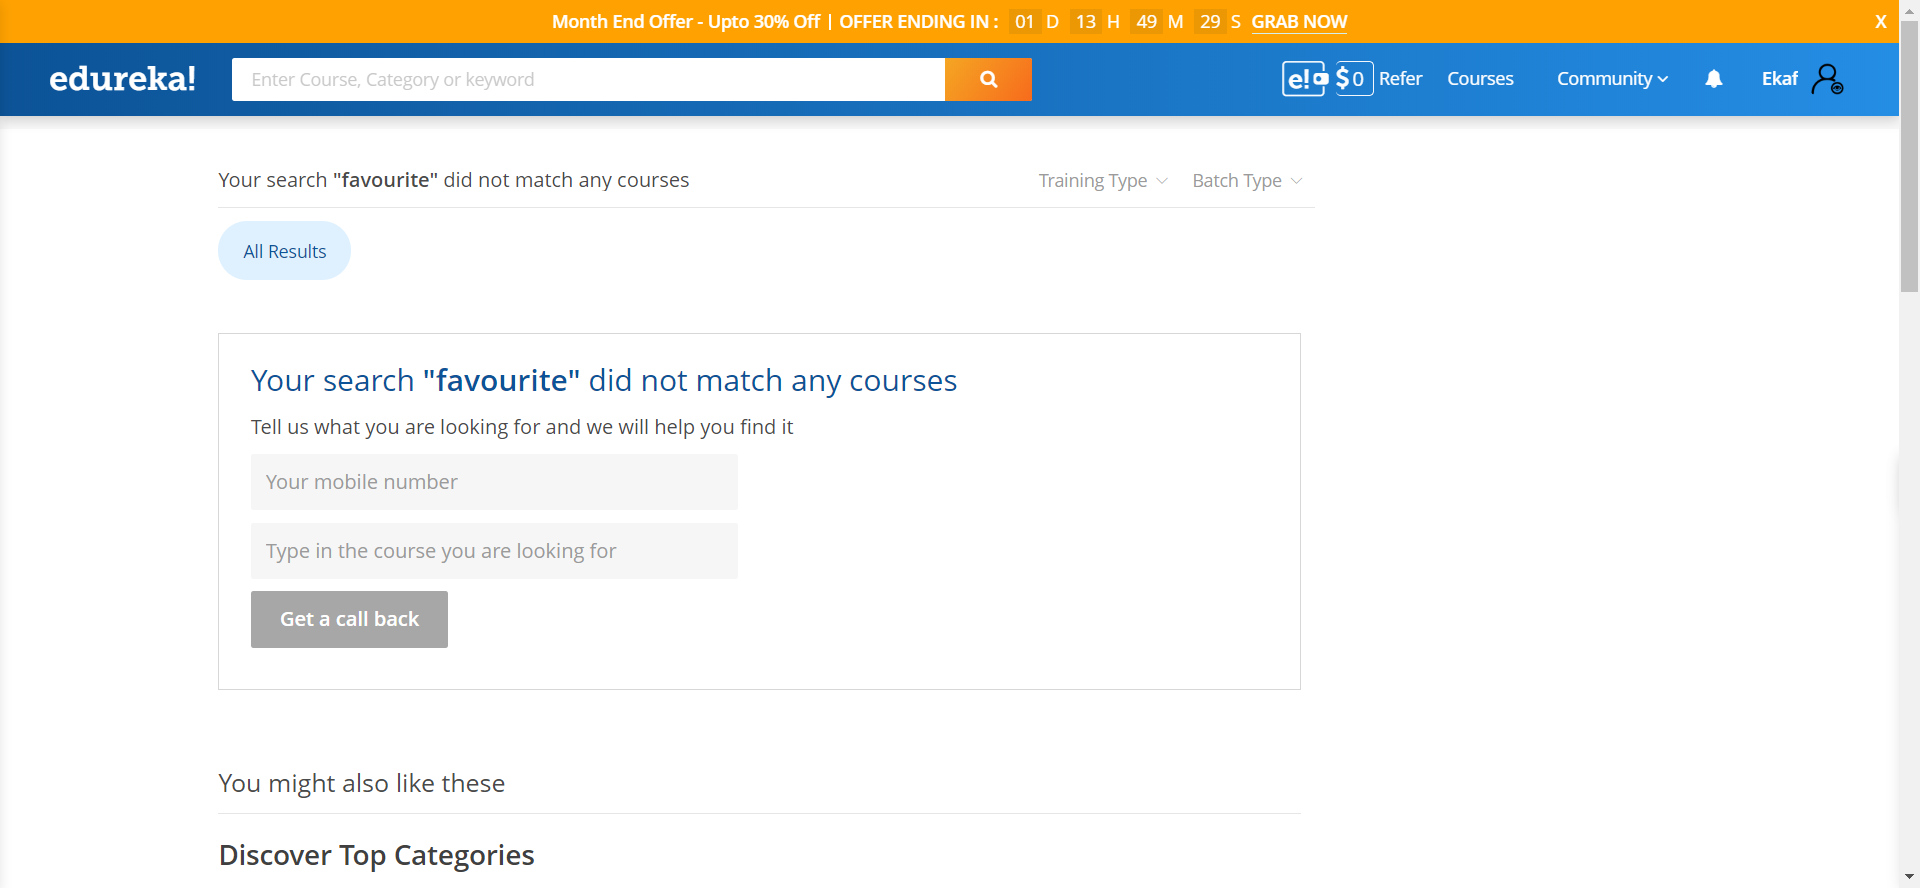 Month End Offer - Upto 30% Off | OFFER ENDING IN : 01 D 13 H 49 M 29 S GRAB NOW X
edureka! Enter Course, Category or keyword e! $0 Refer Courses Community Ekaf
Your search "favourite" did not match any courses Training Type Batch Type
All Results
Your search "favourite" did not match any courses
Tell us what you are looking for and we will help you find it
Your mobile number
Type in the course you are looking for
Get a call back
You might also like these
Discover Top Categories